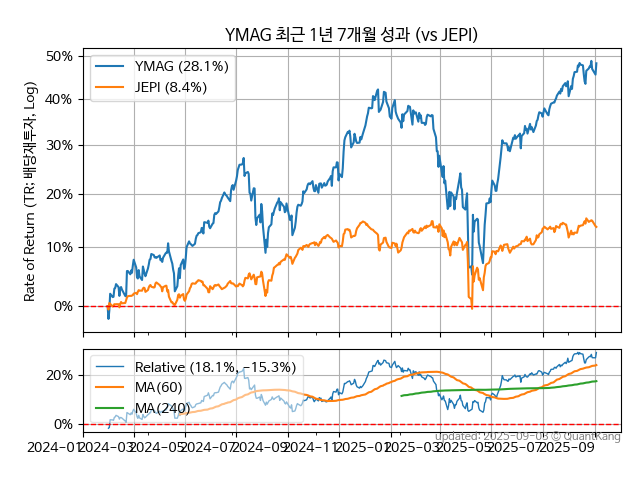 YMAG 최근 1년 7개월 성과 (vs JEPI)
Rate of Return (TR: 배당재투자, Log)
50%
40%
30%
20%
10%
0%
YMAG (28.1%)
JEPI (8.4%)
20%
0%
Relative (18.1%, -15.3%)
MA(60)
MA(240)
2024-01 2024-03 2024-05 2024-07 2024-09 2024-11 2025-01 2025-03 2025-05 2025-07 2025-09
updated: 2025-09-03 © QuantKang